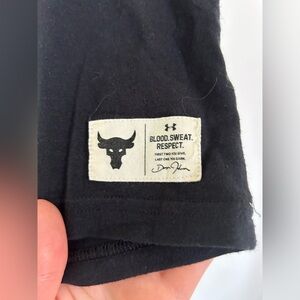 BLOOD.SWEAT.
RESPECT.
FIRST TWO YOU GIVE.
LAST ONE YOU EARN.